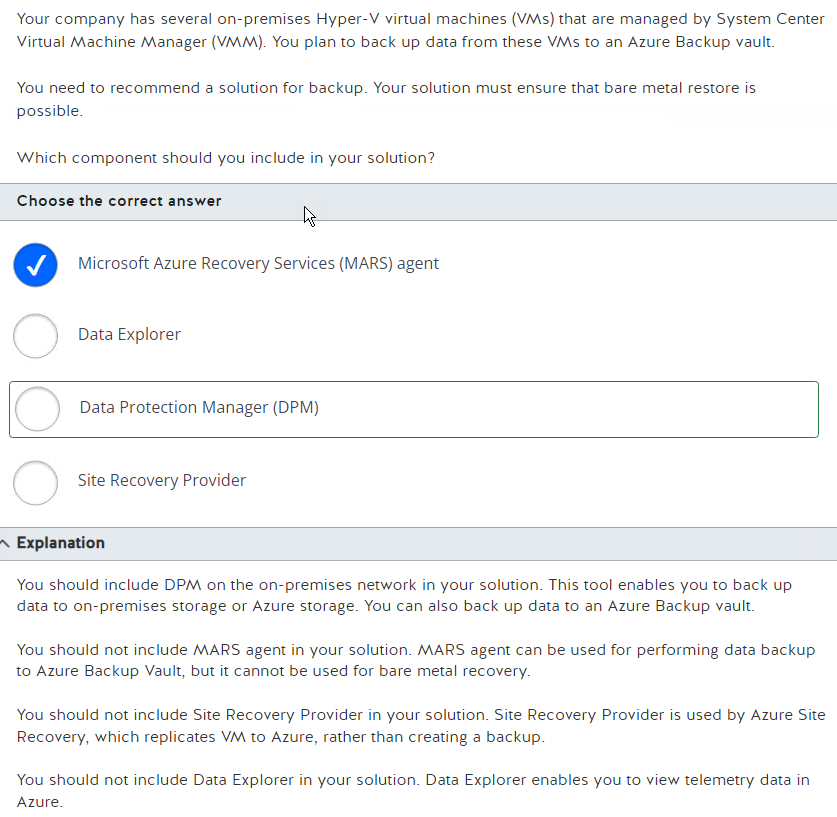 Your company has several on-premises Hyper-V virtual machines (VMs) that are managed by System Center
Virtual Machine Manager (VMM). You plan to back up data from these VMs to an Azure Backup vault.
You need to recommend a solution for backup. Your solution must ensure that bare metal restore is
possible.
Which component should you include in your solution?
Choose the correct answer
Microsoft Azure Recovery Services (MARS) agent
Data Explorer
Data Protection Manager (DPM)
Site Recovery Provider
Explanation
You should include DPM on the on-premises network in your solution. This tool enables you to back up
data to on-premises storage or Azure storage. You can also back up data to an Azure Backup vault.
You should not include MARS agent in your solution. MARS agent can be used for performing data backup
to Azure Backup Vault, but it cannot be used for bare metal recovery.
You should not include Site Recovery Provider in your solution. Site Recovery Provider is used by Azure Site
Recovery, which replicates VM to Azure, rather than creating a backup.
You should not include Data Explorer in your solution. Data Explorer enables you to view telemetry data in
Azure.